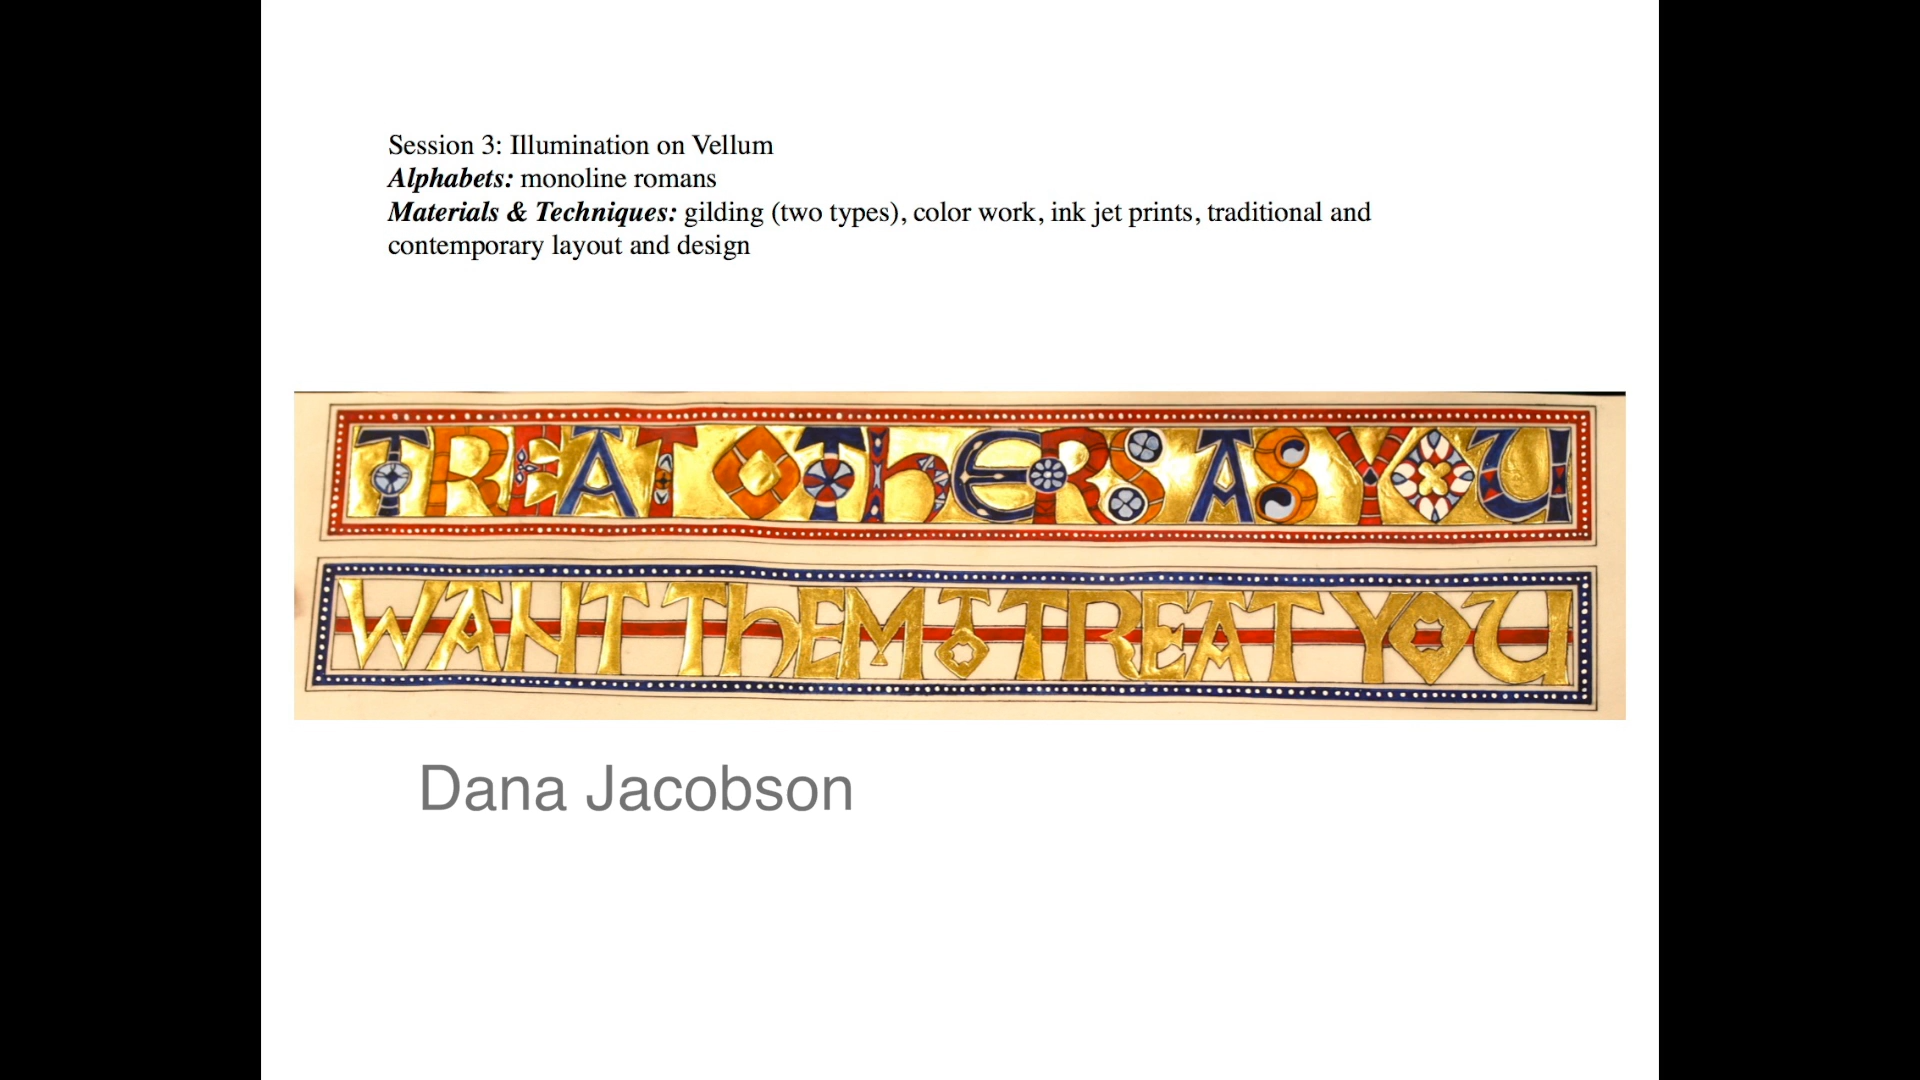 Session 3: Illumination on Vellum
Alphabets: monoline romans
Materials & Techniques: gilding (two types), color work, ink jet prints, traditional and
contemporary layout and design
TREAT OThERS AS YOU
WANT ThEM TO TREAT YOU
Dana Jacobson